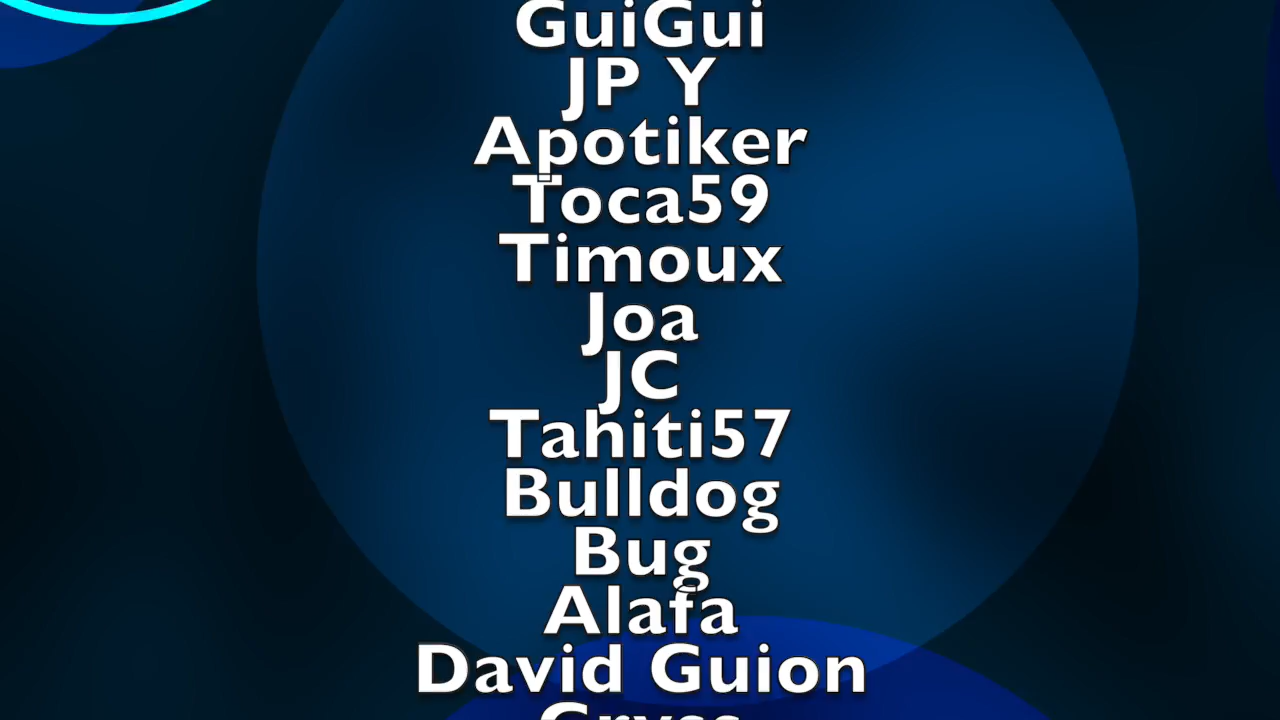 GuiGui
JP Y
Apotiker
Toca59
Timoux
Joa
JC
Tahiti57
Bulldog
Bug
Alafa
David Guion